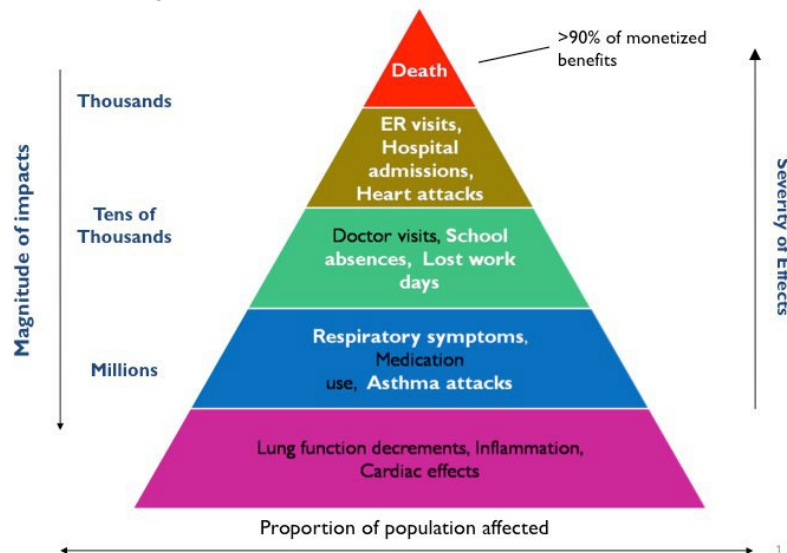 >90% of monetized
benefits
Death
Thousands
ER visits,
Hospital
admissions,
Heart attacks
Magnitude of impacts
Severity of Effects
Tens of
Thousands
Doctor visits, School
absences, Lost work
days
Respiratory symptoms,
Medication
use, Asthma attacks
Millions
Lung function decrements, Inflammation,
Cardiac effects
Proportion of population affected
1